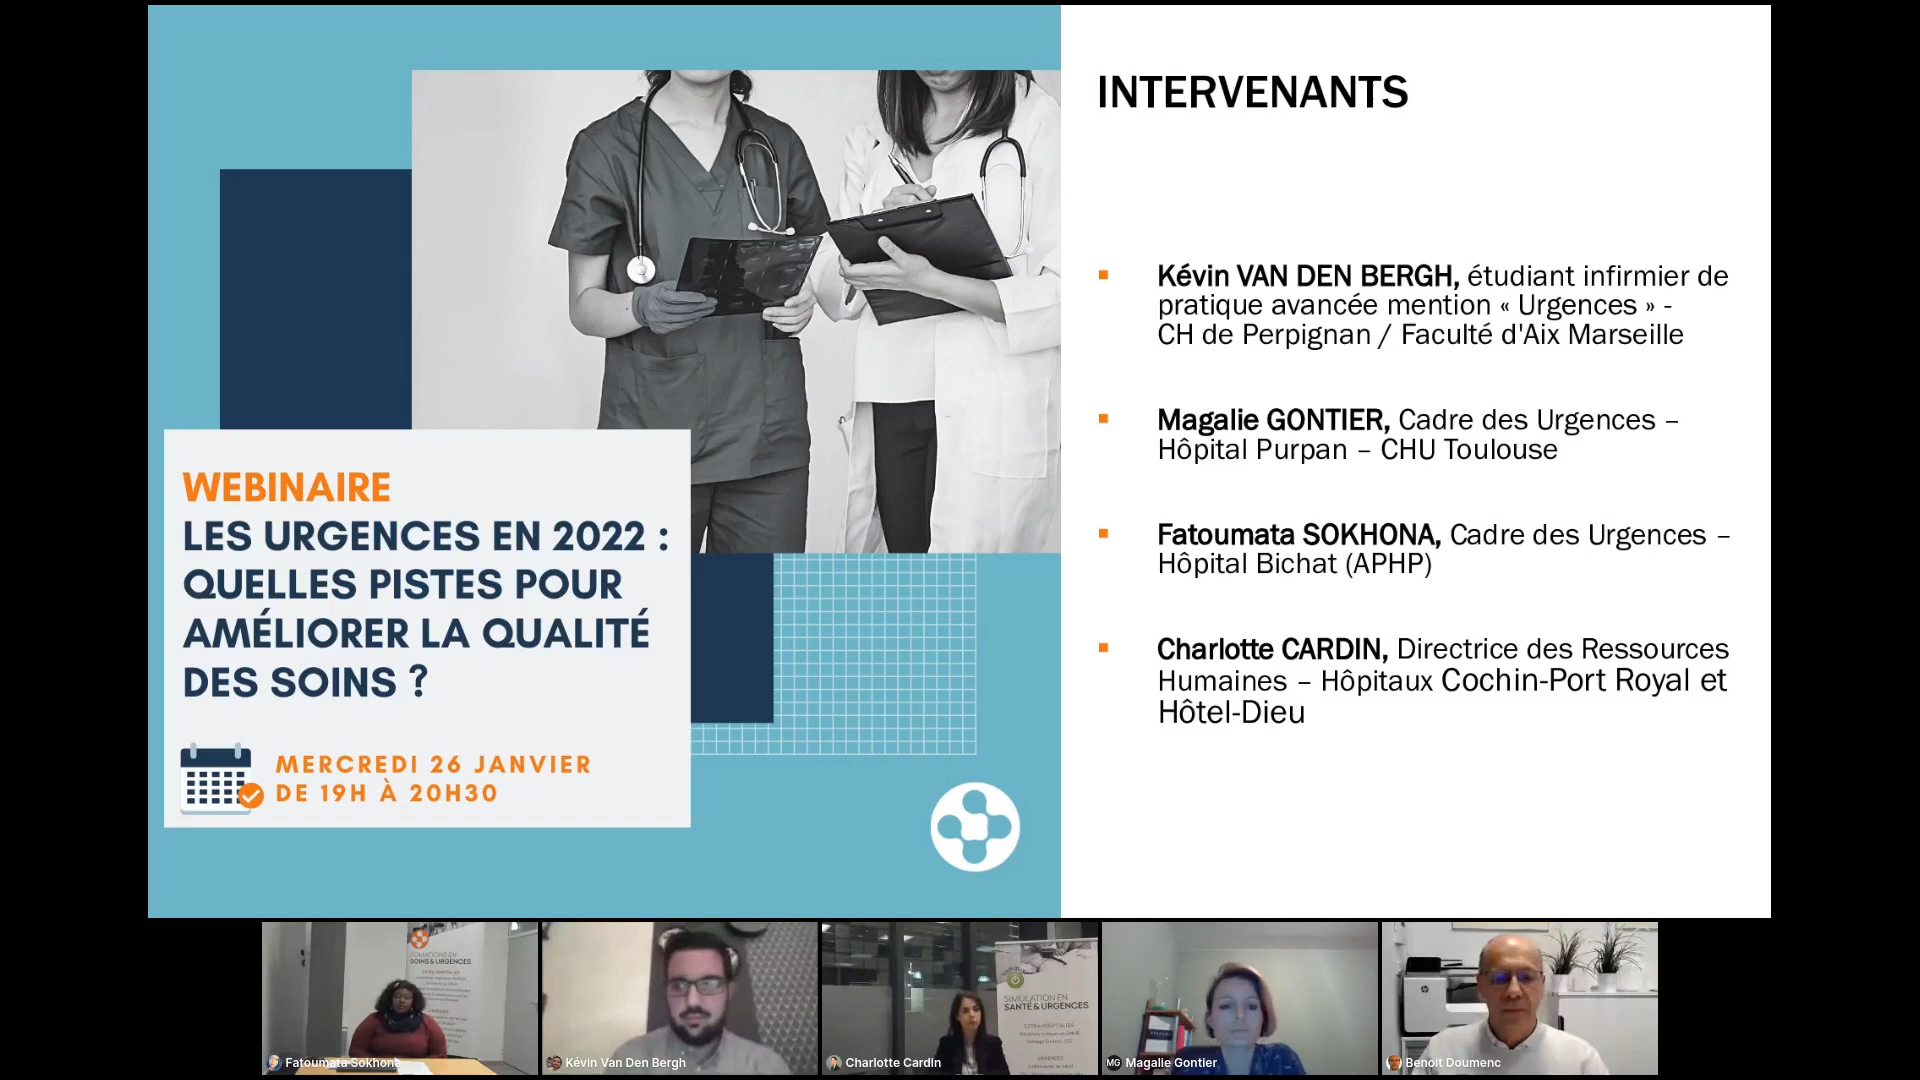 WEBINAIRE
LES URGENCES EN 2022 :
QUELLES PISTES POUR
AMÉLIORER LA QUALITÉ
DES SOINS ?
MERCREDI 26 JANVIER
DE 19H À 20H30
INTERVENANTS
Kévin VAN DEN BERGH, étudiant infirmier de
pratique avancée mention « Urgences » -
CH de Perpignan / Faculté d'Aix Marseille
Magalie GONTIER, Cadre des Urgences –
Hôpital Purpan – CHU Toulouse
Fatoumata SOKHONA, Cadre des Urgences –
Hôpital Bichat (APHP)
Charlotte CARDIN, Directrice des Ressources
Humaines – Hôpitaux Cochin-Port Royal et
Hôtel-Dieu
SOINS & URGENCES
Fatoumata Sokhona
Kévin Van Den Bergh
SIMULATION EN
SANTÉ & URGENCES
Charlotte Cardin
MG Magalie Gontier
hp
Benoit Doumenc